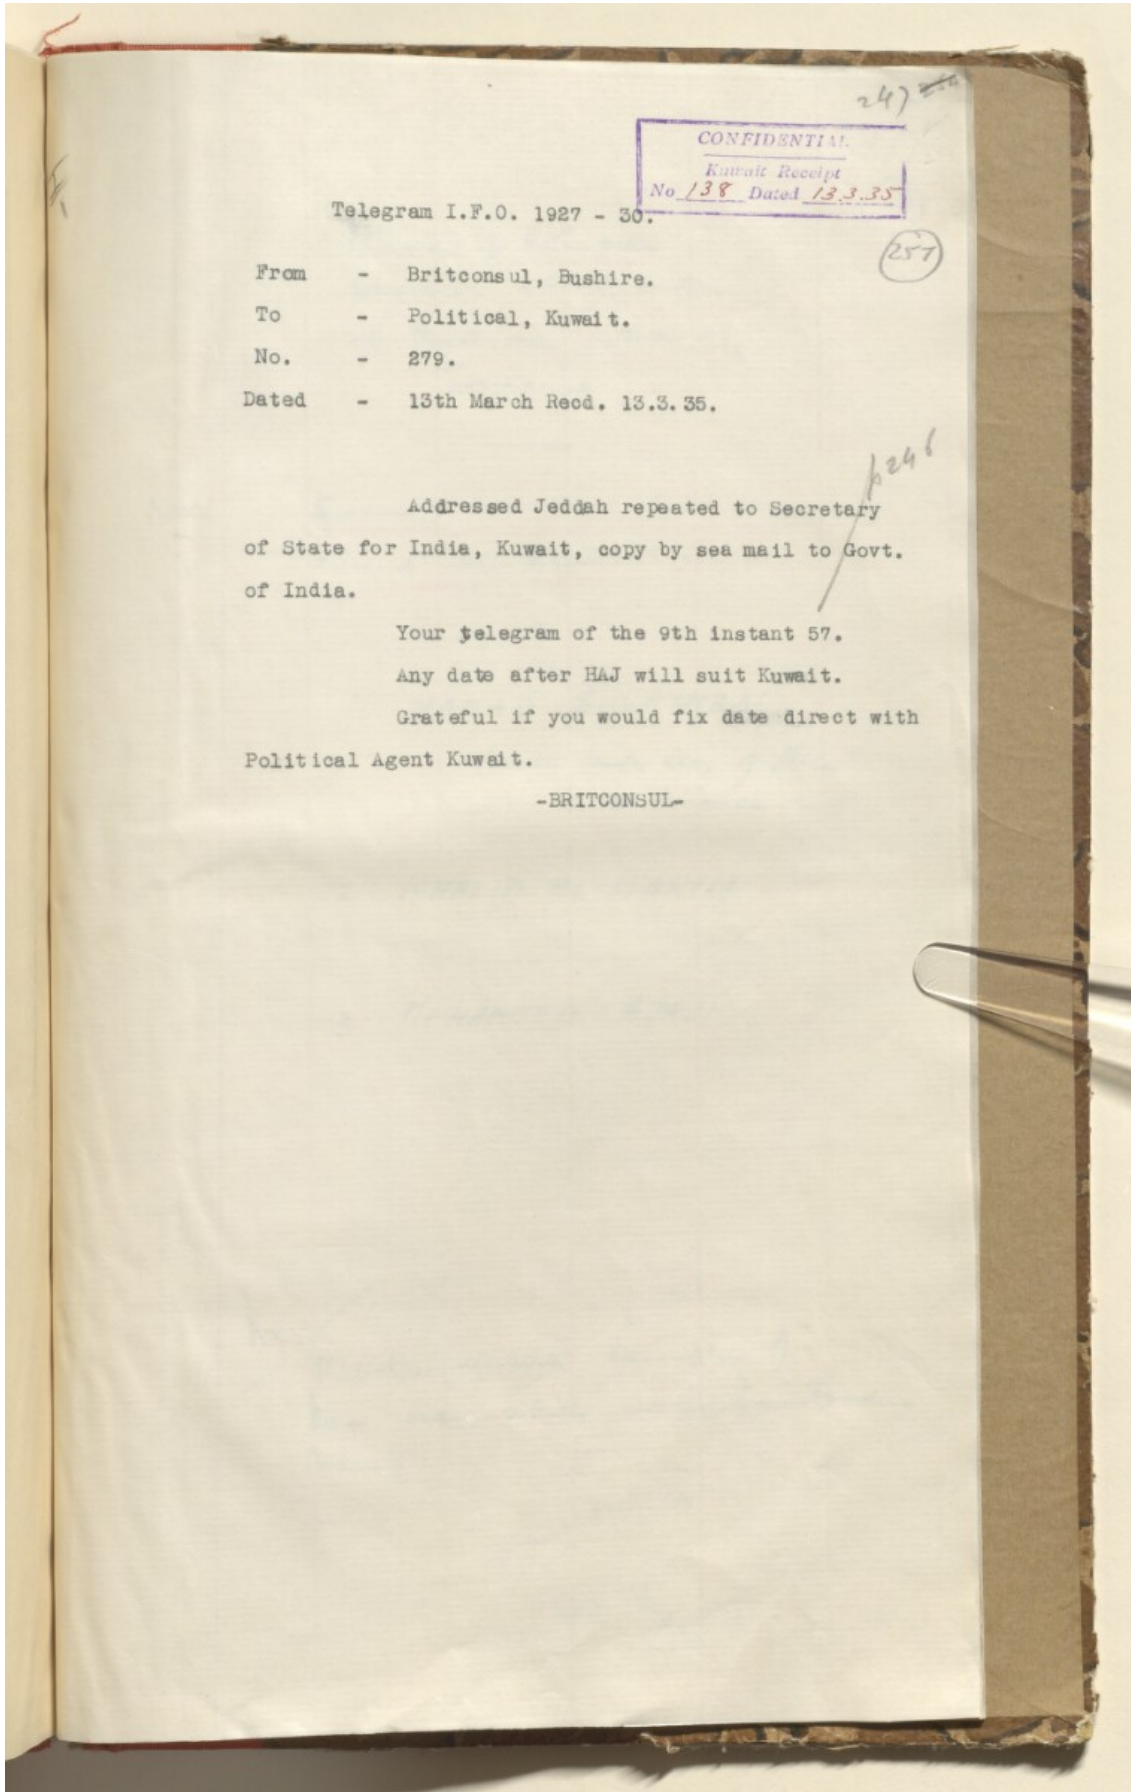 247 254
CONFIDENTIAL
Kuwait Receipt
No 138 Dated 13.3.35
Telegram I.F.O. 1927 - 30.
257
From - Britconsul, Bushire.
To - Political, Kuwait.
No. - 279.
Dated - 13th March Recd. 13.3.35.
p246
Addressed Jeddah repeated to Secretary
of State for India, Kuwait, copy by sea mail to Govt.
of India.
Your telegram of the 9th instant 57.
Any date after HAJ will suit Kuwait.
Grateful if you would fix date direct with
Political Agent Kuwait.
-BRITCONSUL-